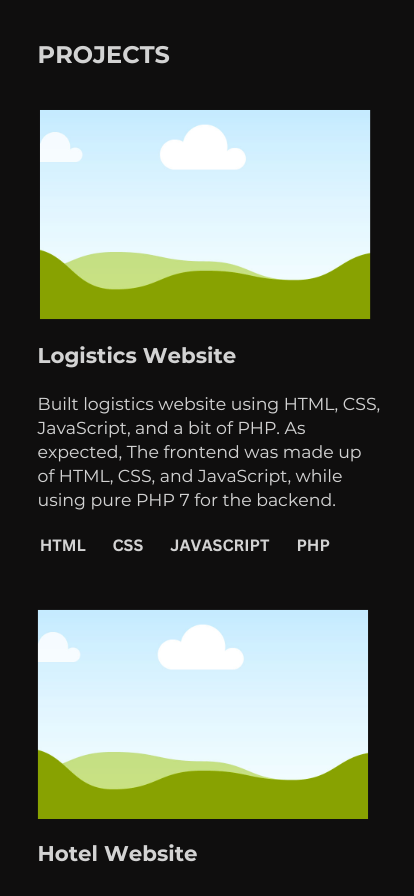 PROJECTS
Logistics Website
Built logistics website using HTML, CSS,
JavaScript, and a bit of PHP. As
expected, The frontend was made up
of HTML, CSS, and JavaScript, while
using pure PHP 7 for the backend.
HTML CSS JAVASCRIPT PHP
Hotel Website